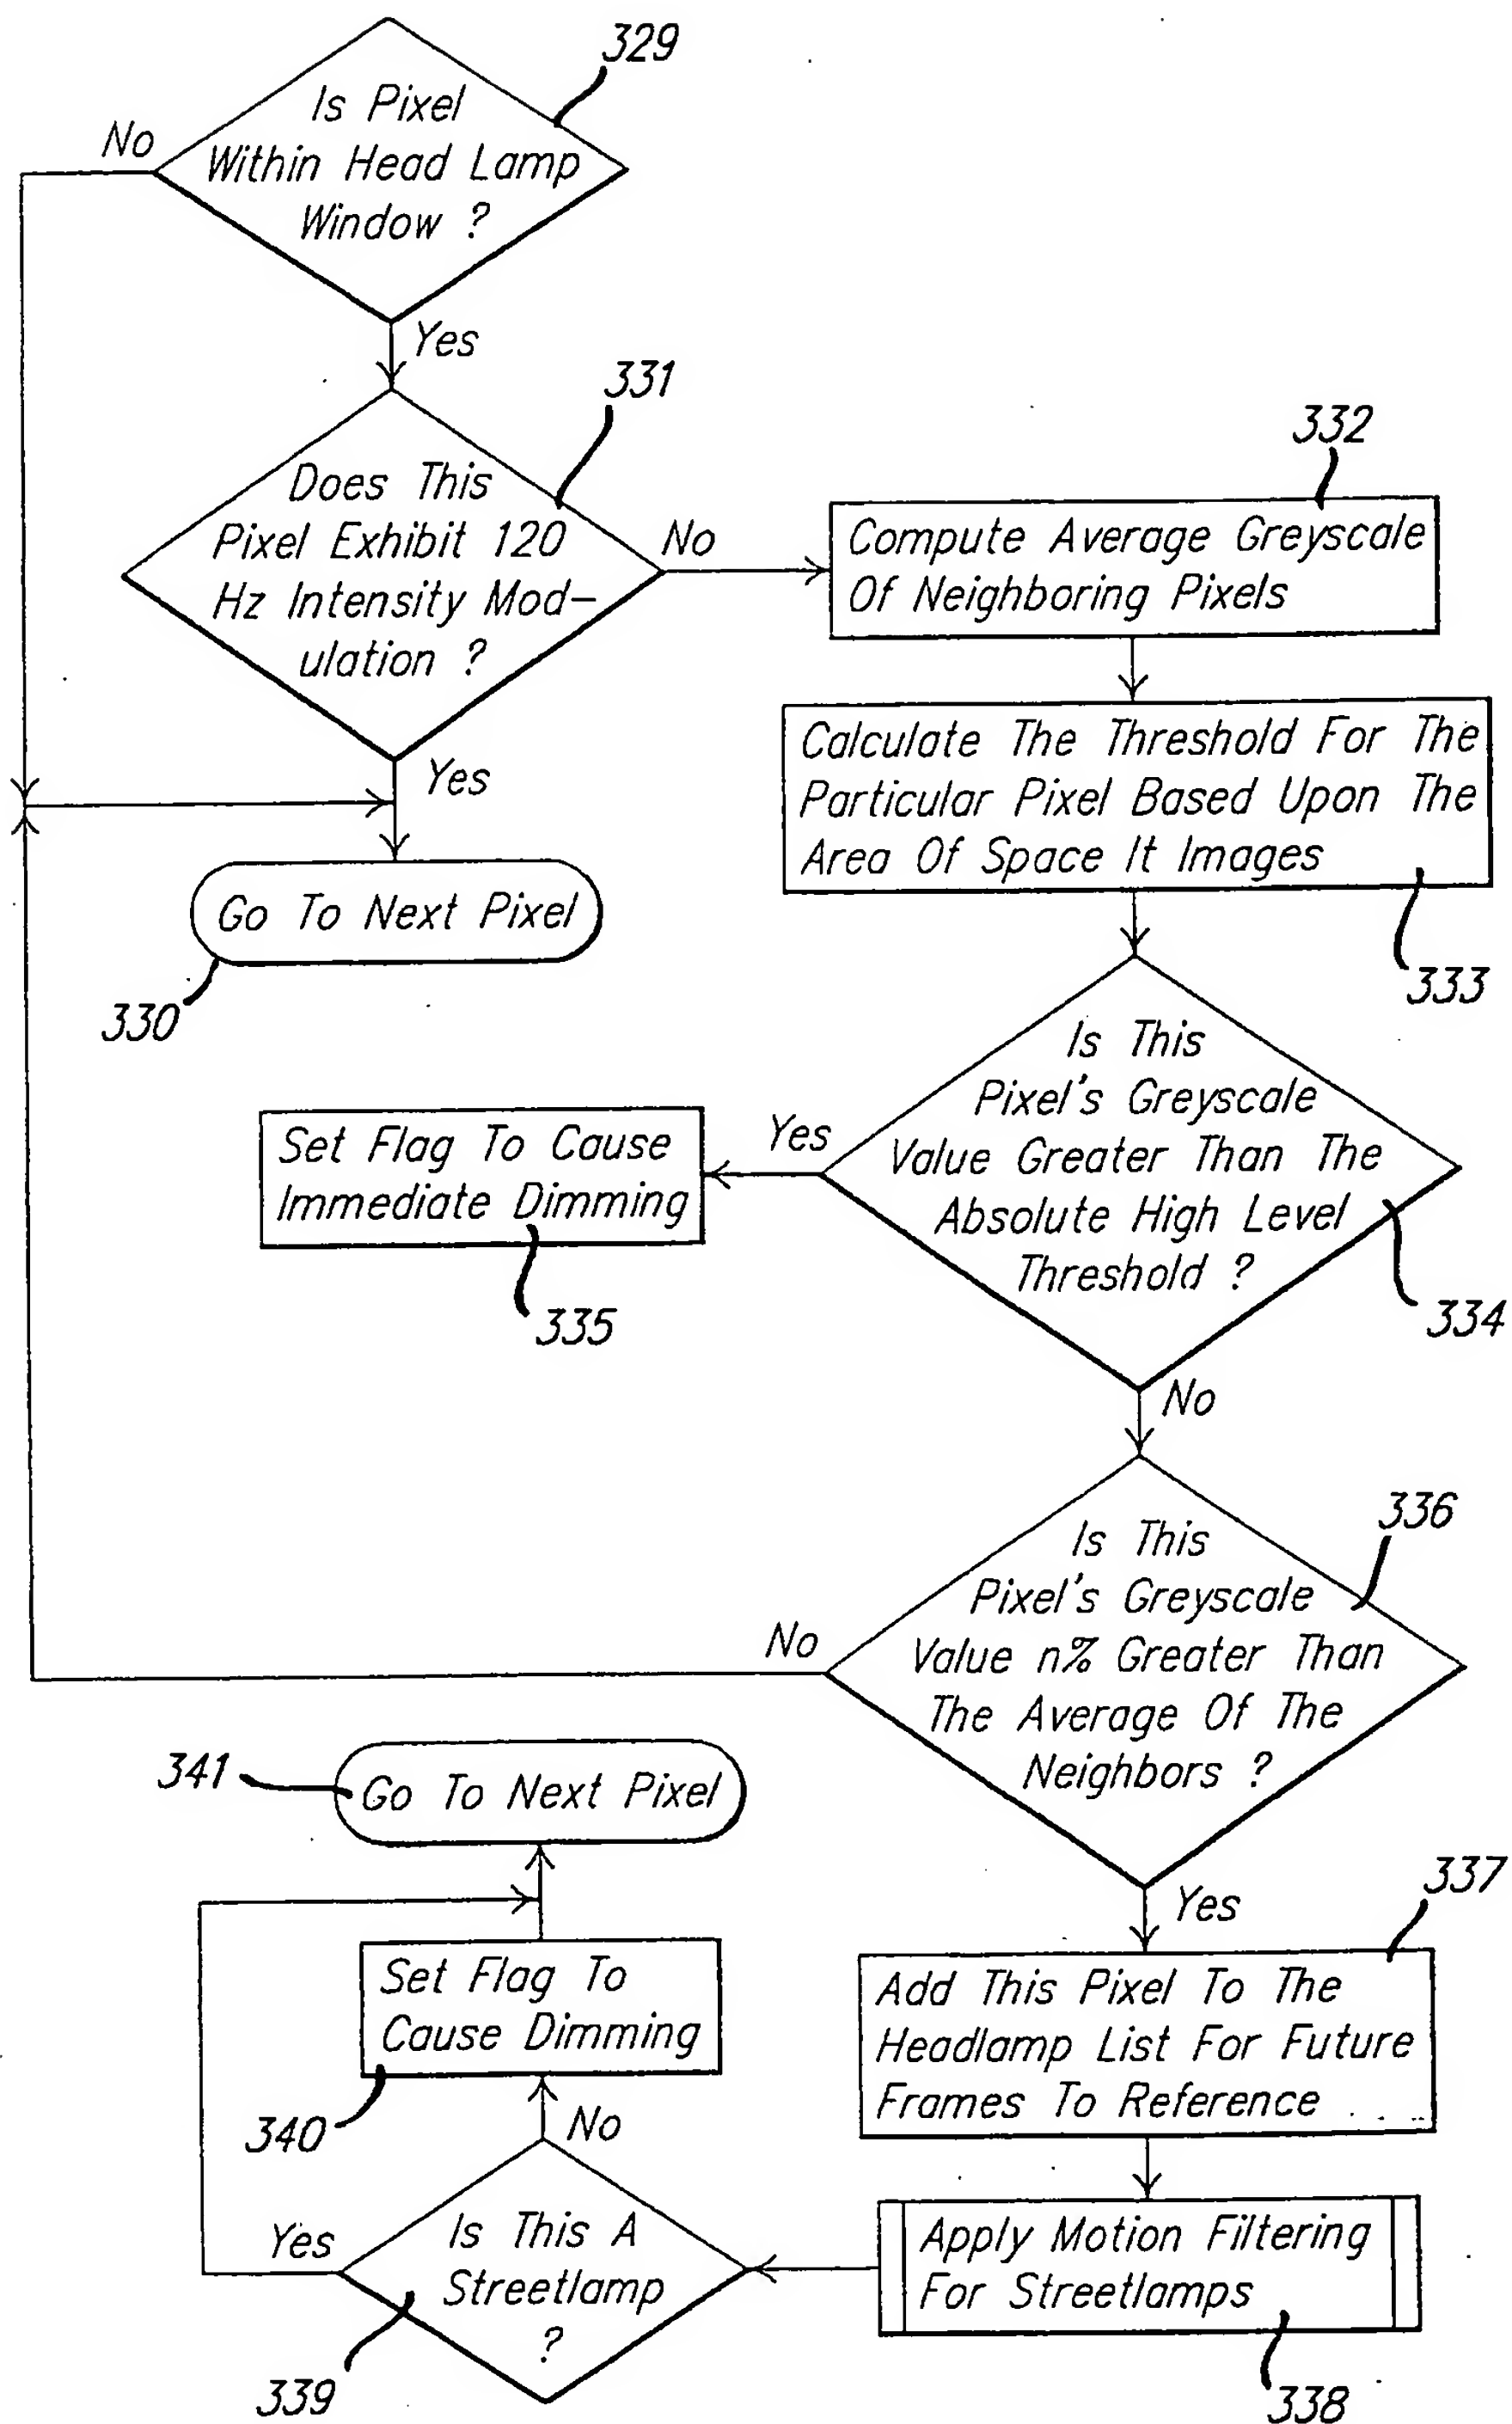 329
Is Pixel
Within Head Lamp
Window ?
No
Yes
331
Does This
Pixel Exhibit 120
Hz Intensity Mod-
ulation ?
No
Yes
332
Compute Average Greyscale
Of Neighboring Pixels
Calculate The Threshold For The
Particular Pixel Based Upon The
Area Of Space It Images
333
Go To Next Pixel
330
Is This
Pixel's Greyscale
Value Greater Than The
Absolute High Level
Threshold ?
334
Yes
Set Flag To Cause
Immediate Dimming
335
No
336
Is This
Pixel's Greyscale
Value n% Greater Than
The Average Of The
Neighbors ?
No
Yes
337
Add This Pixel To The
Headlamp List For Future
Frames To Reference
Apply Motion Filtering
For Streetlamps
338
Is This A
Streetlamp
?
339
Yes
No
Set Flag To
Cause Dimming
340
341
Go To Next Pixel